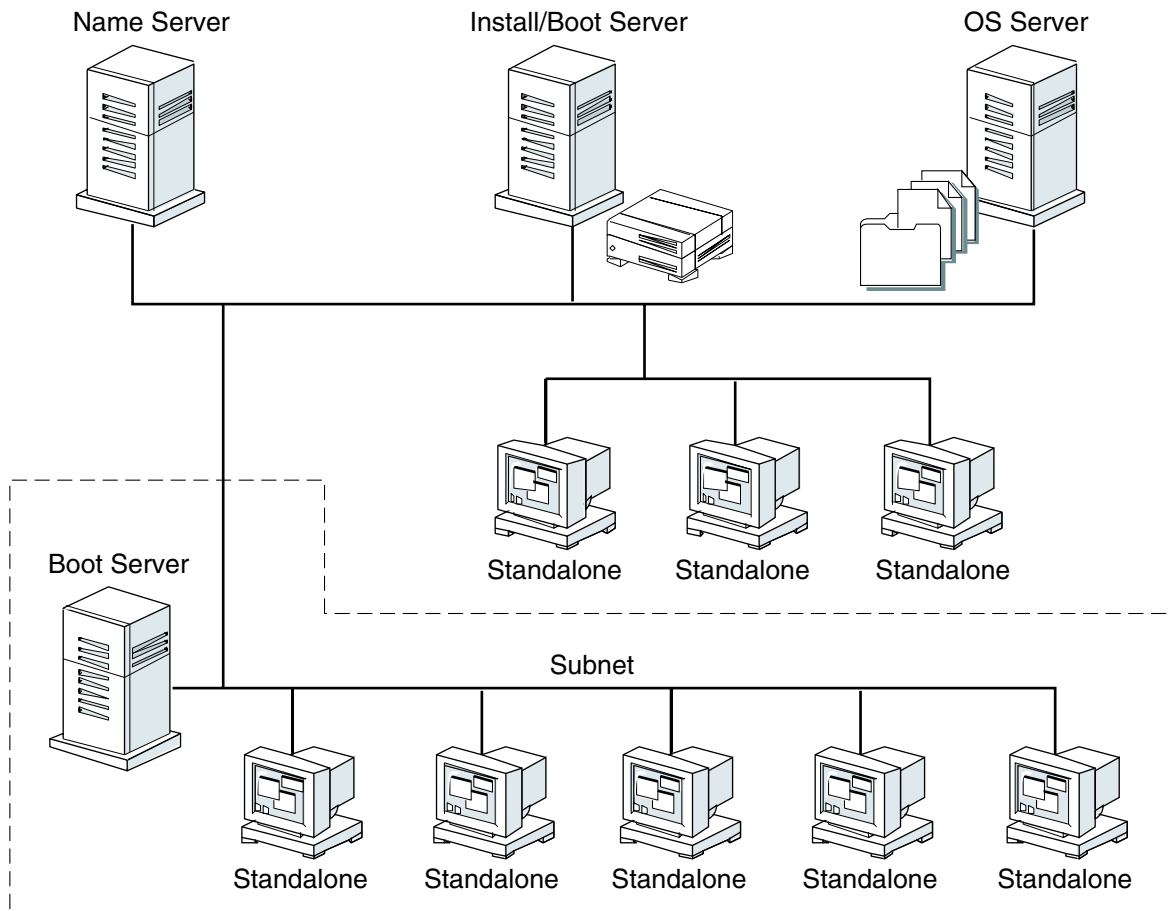 Name Server
Install/Boot Server
OS Server
Standalone
Standalone
Standalone
Boot Server
Subnet
Standalone
Standalone
Standalone
Standalone
Standalone